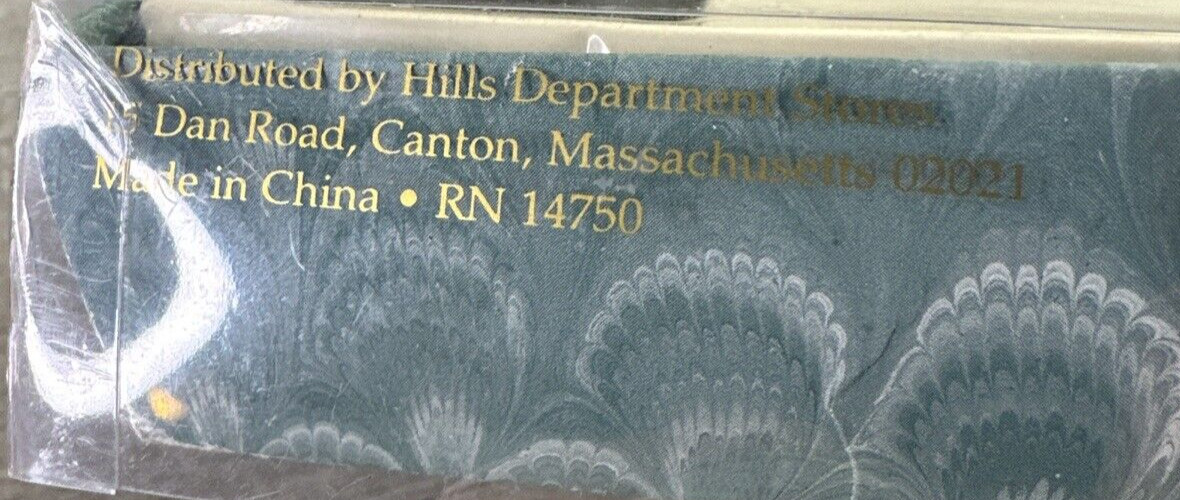 Distributed by Hills Department Stores.
Dan Road, Canton, Massachusetts 02021
Made in China • RN 14750